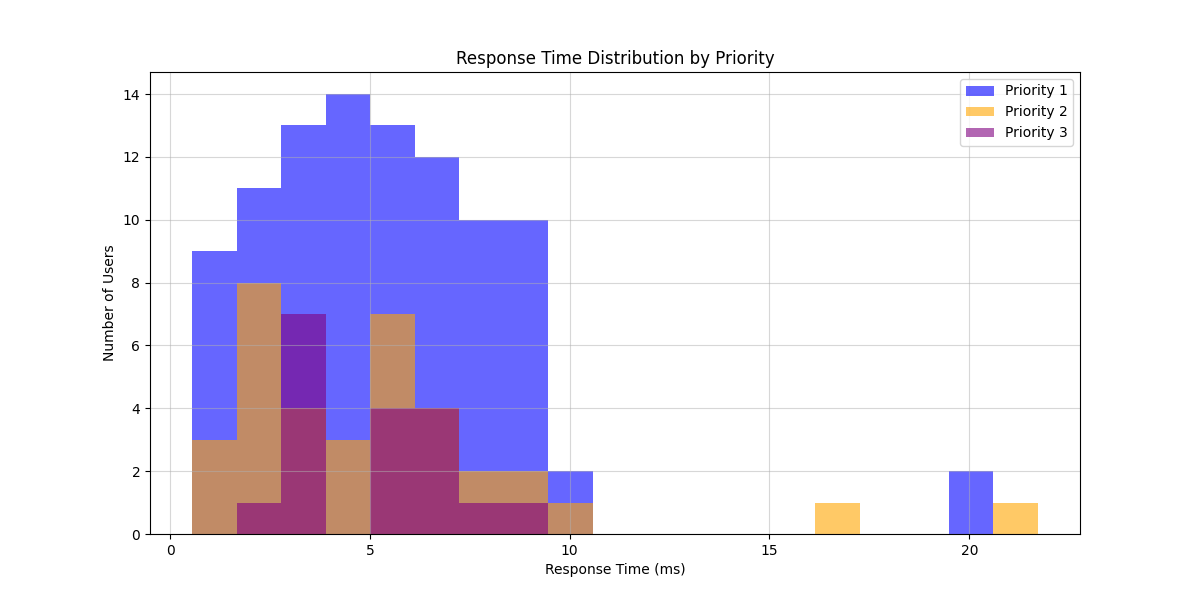 Response Time Distribution by Priority
Priority 1
Priority 2
Priority 3
Number of Users
14
12
10
8
6
4
2
0
0 5 10 15 20
Response Time (ms)